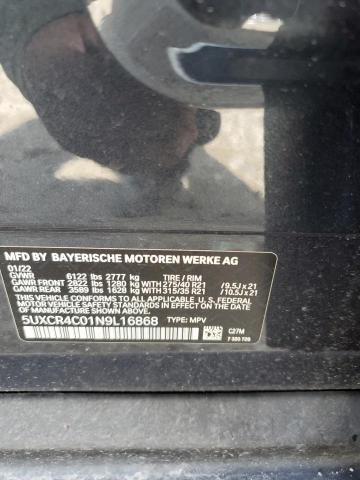 MFD BY BAYERISCHE MOTOREN WERKE AG
01/22
GVWR 6122 lbs 2777 kg TIRE / RIM
GAWR FRONT 2822 lbs 1280 kg WITH 275/40 R21 /9.5J x 21
GAWR REAR 3589 lbs 1628 kg WITH 315/35 R21 /10.5J x 21
THIS VEHICLE CONFORMS TO ALL APPLICABLE U.S. FEDERAL MOTOR
VEHICLE SAFETY AND THEFT PREVENTION STANDARDS IN EFFECT
ON THE DATE OF MANUFACTURE SHOWN ABOVE.
5UXCR4C01N9L16868 TYPE: MPV
C27M